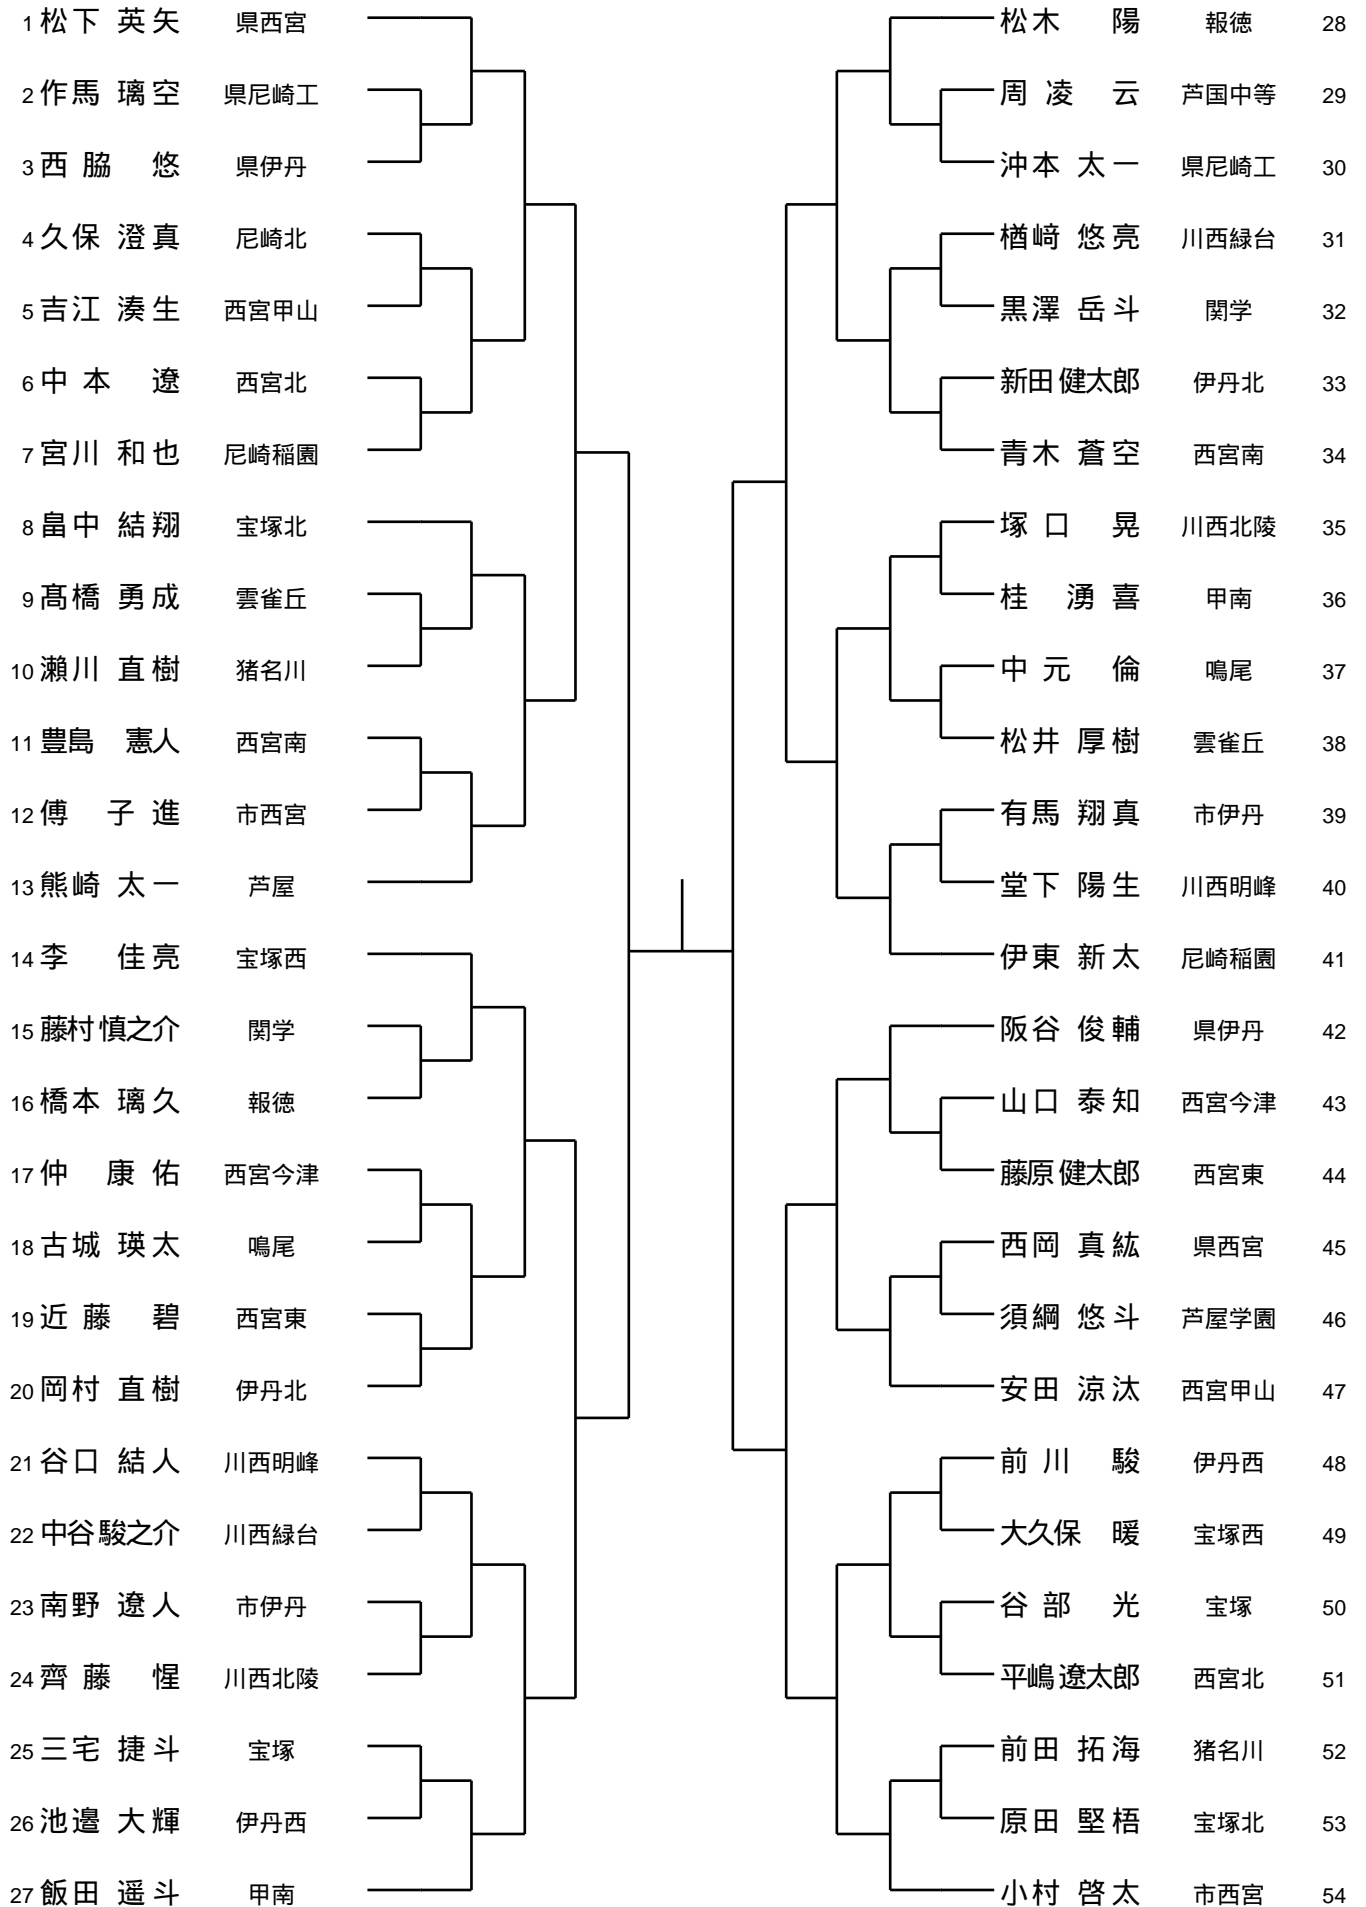 1 松下 英矢 県西宮
2 作馬 璃空 県尼崎工
3 西脇 悠 県伊丹
4 久保 澄真 尼崎北
5 吉江 湊生 西宮甲山
6 中本 遼 西宮北
7 宮川 和也 尼崎稲園
8 畠中 結翔 宝塚北
9 髙橋 勇成 雲雀丘
10 瀨川 直樹 猪名川
11 豊島 憲人 西宮南
12 傅 子進 市西宮
13 熊崎 太一 芦屋
14 李 佳亮 宝塚西
15 藤村 慎之介 関学
16 橋本 璃久 報徳
17 仲 康佑 西宮今津
18 古城 瑛太 鳴尾
19 近藤 碧 西宮東
20 岡村 直樹 伊丹北
21 谷口 結人 川西明峰
22 中谷 駿之介 川西緑台
23 南野 遼人 市伊丹
24 齊藤 惺 川西北陵
25 三宅 捷斗 宝塚
26 池邉 大輝 伊丹西
27 飯田 遥斗 甲南
松木 陽 報徳 28
周 凌云 芦国中等 29
沖本 太一 県尼崎工 30
楢﨑 悠亮 川西緑台 31
黒澤 岳斗 関学 32
新田 健太郎 伊丹北 33
青木 蒼空 西宮南 34
塚口 晃 川西北陵 35
桂 湧喜 甲南 36
中元 倫 鳴尾 37
松井 厚樹 雲雀丘 38
有馬 翔真 市伊丹 39
堂下 陽生 川西明峰 40
伊東 新太 尼崎稲園 41
阪谷 俊輔 県伊丹 42
山口 泰知 西宮今津 43
藤原 健太郎 西宮東 44
西岡 真紘 県西宮 45
須綱 悠斗 芦屋学園 46
安田 涼汰 西宮甲山 47
前川 駿 伊丹西 48
大久保 暖 宝塚西 49
谷部 光 宝塚 50
平嶋 遼太郎 西宮北 51
前田 拓海 猪名川 52
原田 堅梧 宝塚北 53
小村 啓太 市西宮 54